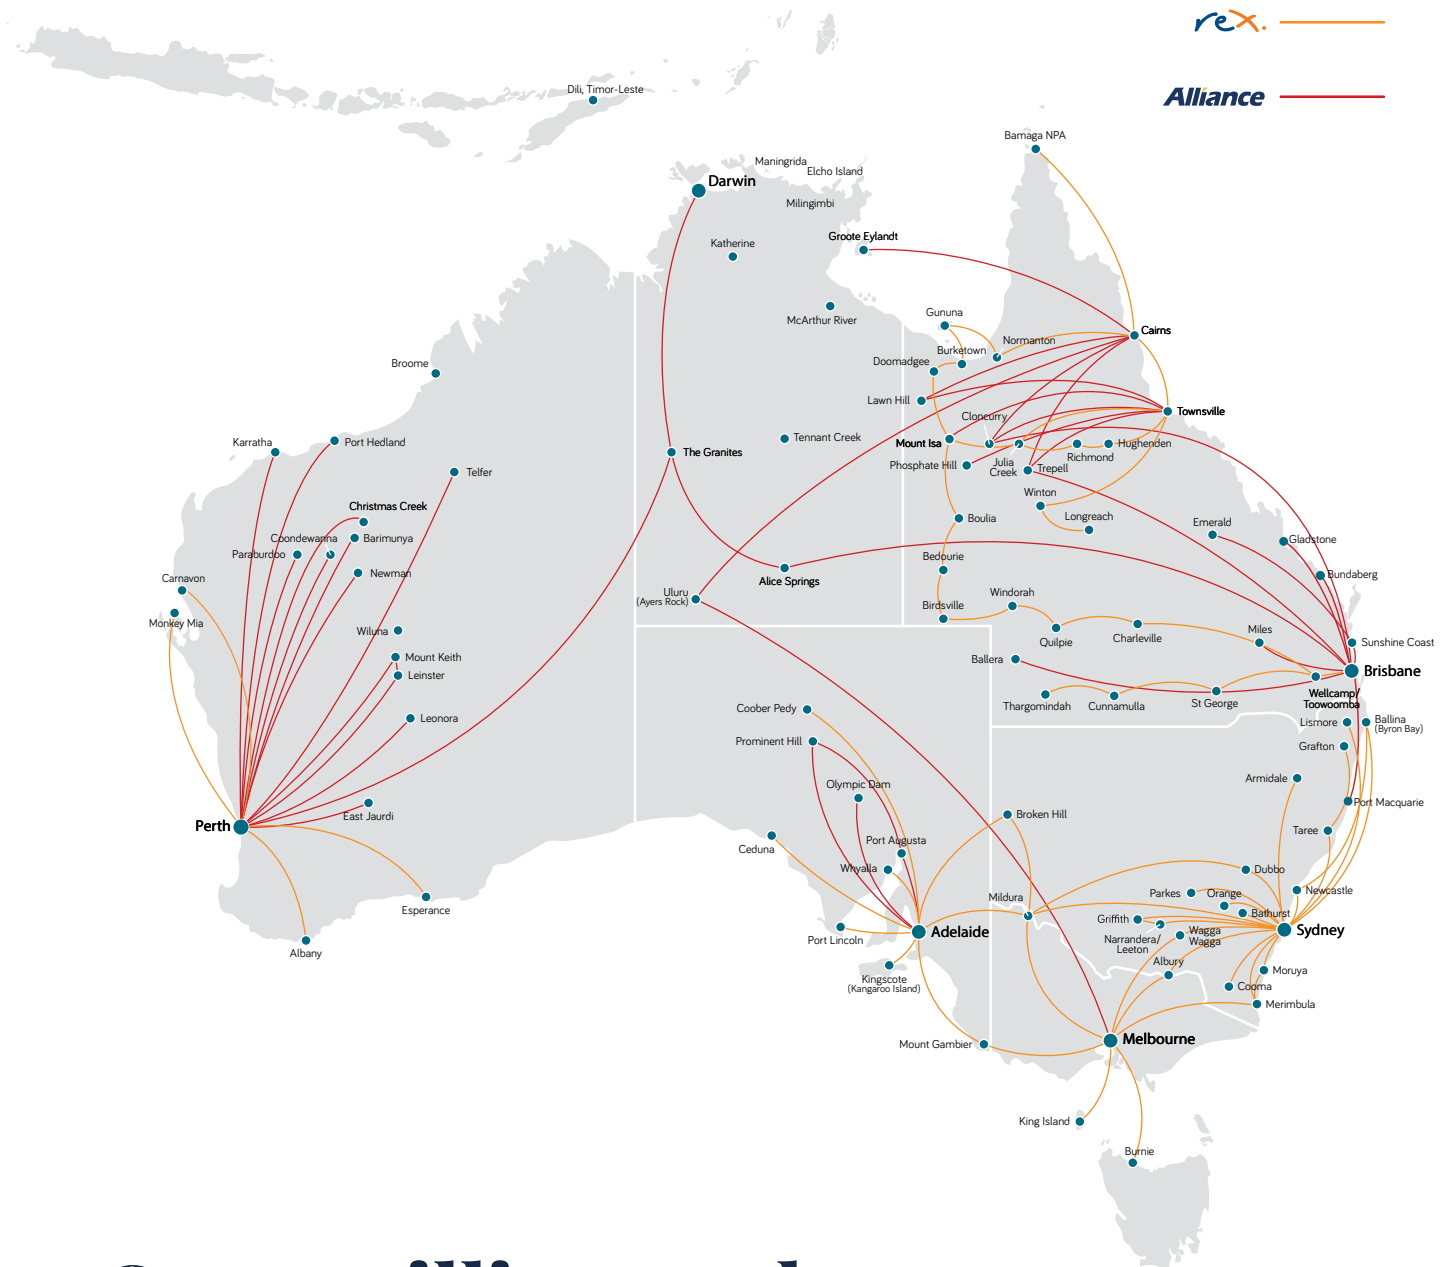 rex.
Alliance
Dili, Timor-Leste
Bamaga NPA
Maningrida
Elcho Island
Darwin
Milingimbi
Groote Eylandt
Katherine
McArthur River
Gununa
Cairns
Normanton
Burketown
Doomadgee
Broome
Lawn Hill
Townsville
Cloncurry
Karratha
Port Hedland
Tennant Creek
Mount Isa
Hughenden
The Granites
Richmond
Phosphate Hill
Julia
Creek
Trepell
Telfer
Winton
Christmas Creek
Longreach
Boulia
Emerald
Coondewanna
Barimunya
Gladstone
Paraburdoo
Bedourie
Newman
Bundaberg
Carnavon
Alice Springs
Uluru
(Ayers Rock)
Windorah
Birdsville
Monkey Mia
Wiluna
Quilpie
Charleville
Miles
Sunshine Coast
Mount Keith
Ballera
Brisbane
Leinster
Wellcamp/
Toowoomba
Thargomindah
Cunnamulla
St George
Coober Pedy
Leonora
Lismore
Ballina
(Byron Bay)
Prominent Hill
Grafton
Armidale
Olympic Dam
Port Macquarie
East Jaurdi
Broken Hill
Perth
Taree
Port Augusta
Ceduna
Whyalla
Dubbo
Newcastle
Mildura
Parkes
Orange
Esperance
Bathurst
Griffith
Adelaide
Sydney
Wagga
Wagga
Port Lincoln
Narrandera/
Leeton
Albany
Albury
Moruya
Kingscote
(Kangaroo Island)
Cooma
Merimbula
Mount Gambier
Melbourne
King Island
Burnie